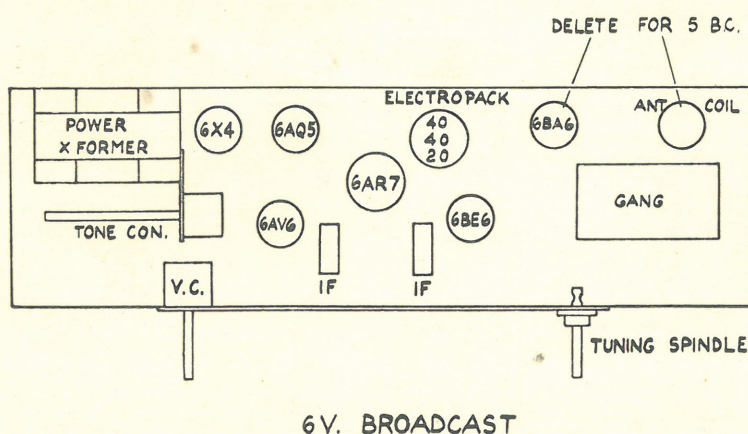 DELETE FOR 5 B.C.
ELECTROPACK
ANT COIL
POWER
X FORMER
6X4
6AQ5
40
40
20
6BA6
6AR7
GANG
TONE CON.
6AV6
6BE6
V.C.
IF
IF
TUNING SPINDLE
6V. BROADCAST